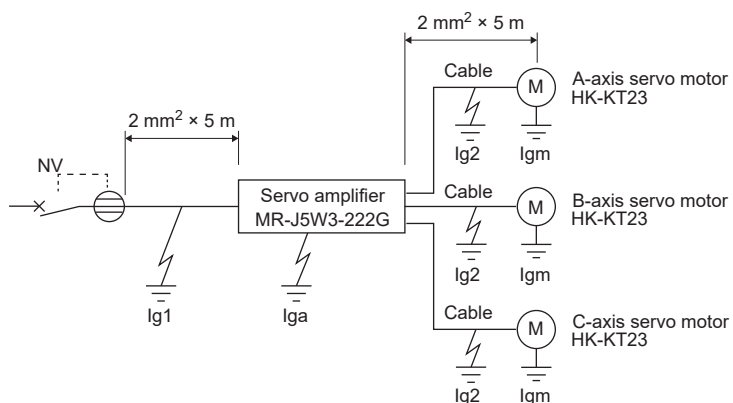 2 mm² × 5 m
Cable
M
A-axis servo motor
HK-KT23
Ig2
Igm
2 mm² × 5 m
NV
Servo amplifier
MR-J5W3-222G
Cable
M
B-axis servo motor
HK-KT23
Ig2
Igm
Ig1
Iga
Cable
M
C-axis servo motor
HK-KT23
Ig2
Igm